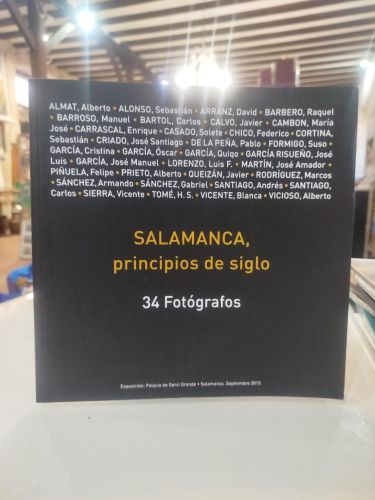 ALMAT, Alberto • ALONSO, Sebastián • ARRANZ, David • BARBERO, Raquel
• BARROSO, Manuel • BARTOL, Carlos • CALVO, Javier • CAMBON, María
José • CARRASCAL, Enrique • CASADO, Solete • CHICO, Federico • CORTINA,
Sebastián • CRIADO, José Santiago • DE LA PEÑA, Pablo • FORMIGO, Suso •
GARCÍA, Cristina • GARCÍA, Óscar • GARCÍA, Quigo • GARCÍA RISUEÑO, José
Luis • GARCÍA, José Manuel • LORENZO, Luis F. • MARTÍN, José Amador •
PIÑUELA, Felipe • PRIETO, Alberto • QUEIZÁN, Javier • RODRÍGUEZ, Marcos
• SÁNCHEZ, Armando • SÁNCHEZ, Gabriel • SANTIAGO, Andrés • SANTIAGO,
Carlos • SIERRA, Vicente • TOMÉ, H. S. • VICENTE, Blanca • VICIOSO, Alberto
SALAMANCA,
principios de siglo
34 Fotógrafos
Exposición: Palacio de Garci Grande • Salamanca. Septiembre 2015